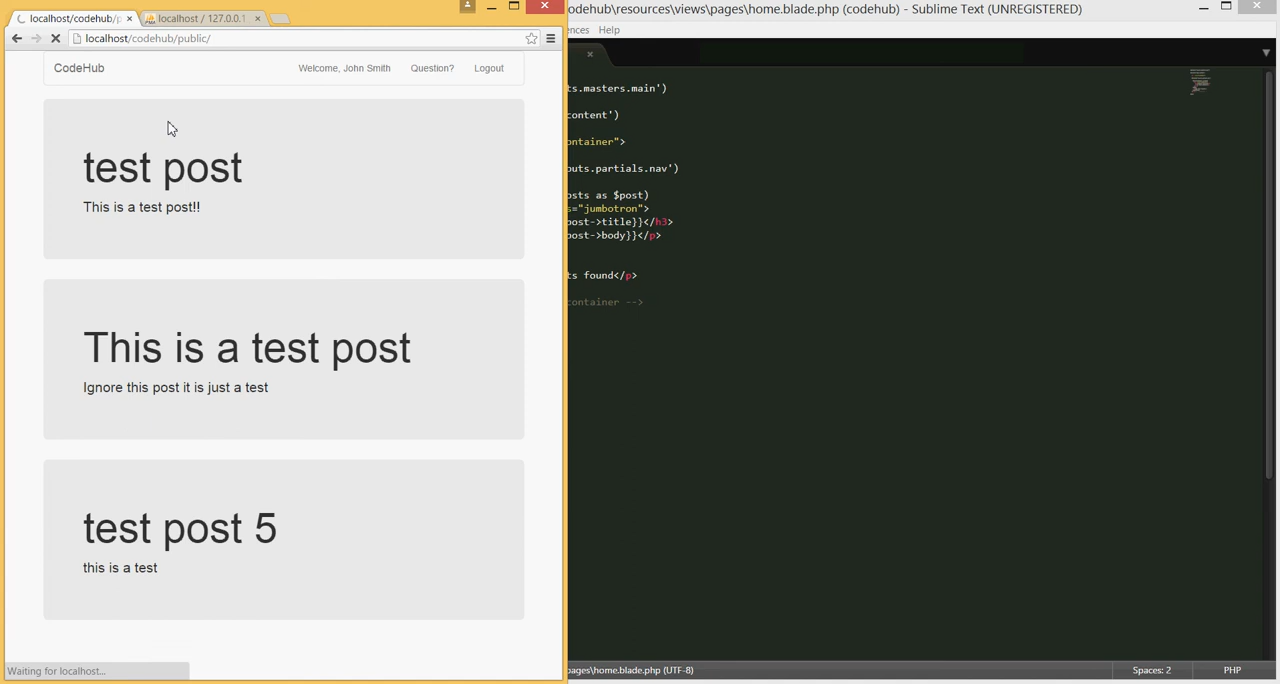 localhost/codehub/p
localhost / 127.0.0.1
localhost/codehub/public/
CodeHub
Welcome, John Smith
Question?
Logout
test post
This is a test post!!
This is a test post
Ignore this post it is just a test
test post 5
this is a test
Waiting for localhost...
odehub\resources\views\pages\home.blade.php (codehub) - Sublime Text (UNREGISTERED)
ences Help
ts.masters.main')
content')
ontainer">
outs.partials.nav')
osts as $post)
s="jumbotron">
post->title}}</h3>
post->body}}</p>
ts found</p>
container -->
pages\home.blade.php (UTF-8)
Spaces: 2
PHP